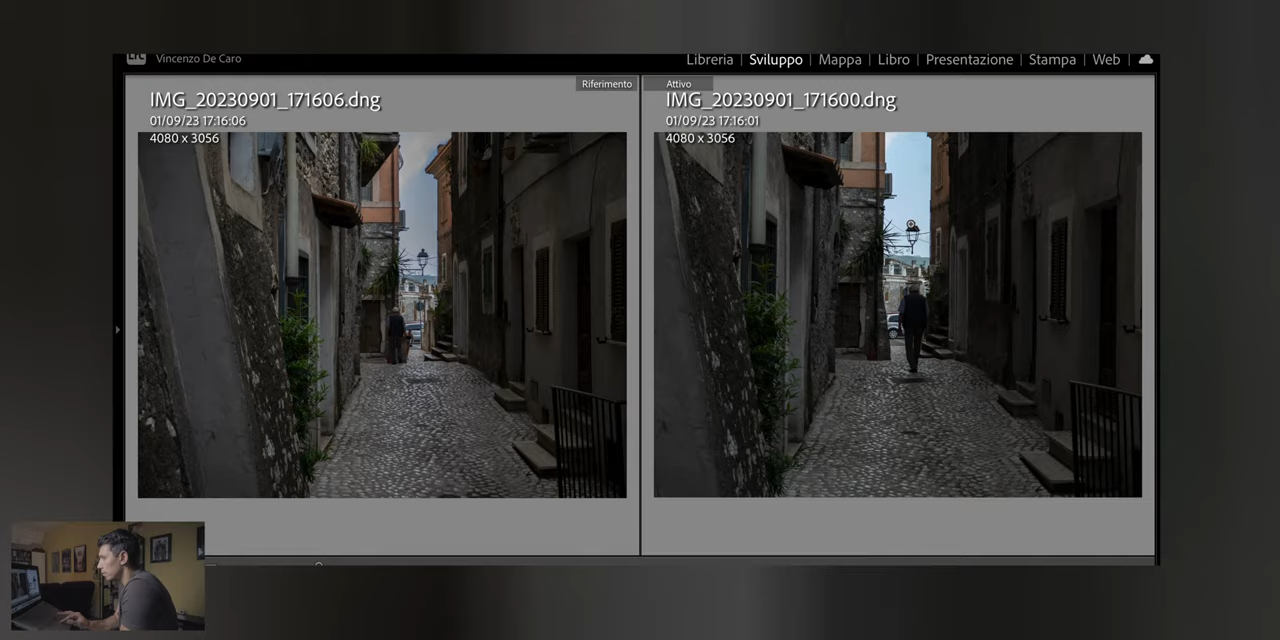 LrC Vincenzo De Caro
Libreria | Sviluppo | Mappa | Libro | Presentazione | Stampa | Web
Riferimento
IMG_20230901_171606.dng
01/09/23 17:16:06
4080 x 3056
Attivo
IMG_20230901_171600.dng
01/09/23 17:16:01
4080 x 3056